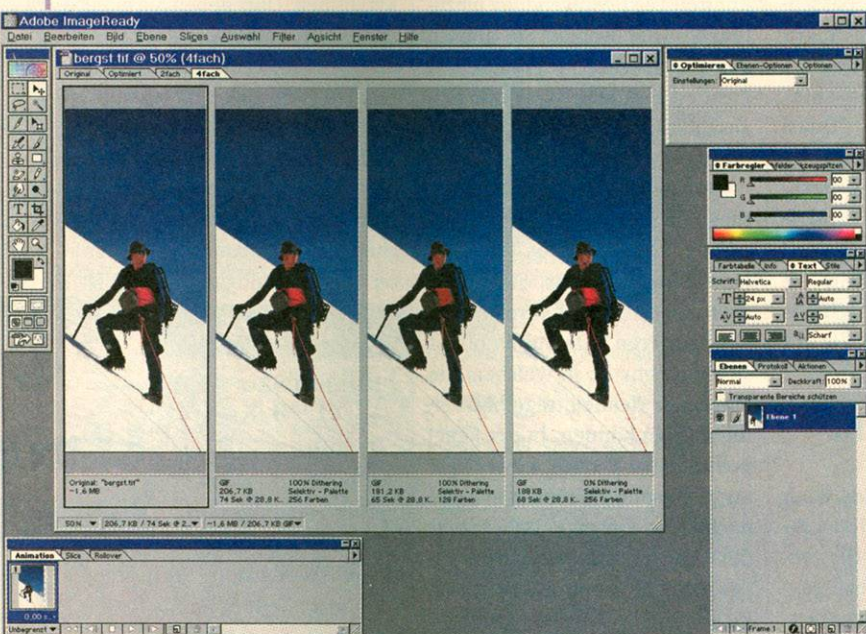 Adobe ImageReady
Datei Bearbeiten Bild Ebene Slices Auswahl Filter Ansicht Fenster Hilfe
bergst.tif @ 50% (4fach)
Original Optimiert 2fach 4fach
Original: "bergst.tif"
~1,6 MB
GIF 100% Dithering
206,7 KB Selektiv - Palette
74 Sek @ 28,8 K.. 256 Farben
GIF 100% Dithering
181,2 KB Selektiv - Palette
65 Sek @ 28,8 K.. 128 Farben
GIF 0% Dithering
188 KB Selektiv - Palette
68 Sek @ 28,8 K.. 256 Farben
50% 206,7 KB / 74 Sek @ 2.. ~1,6 MB / 206,7 KB GIF
Optimieren Ebenen-Optionen Optionen
Einstellungen: Original
Farbregler
R 00
G 00
B 00
Farbtabelle Info Text Stile
Schrift: Helvetica Regular
24 px Auto
Auto 0
Scharf
Ebenen Protokoll Aktionen
Normal Deckkraft: 100%
Transparente Bereiche schützen
Ebene 1
Animation Slice Rollover
1
0,00 s
Unbegrenzt
Frame 1